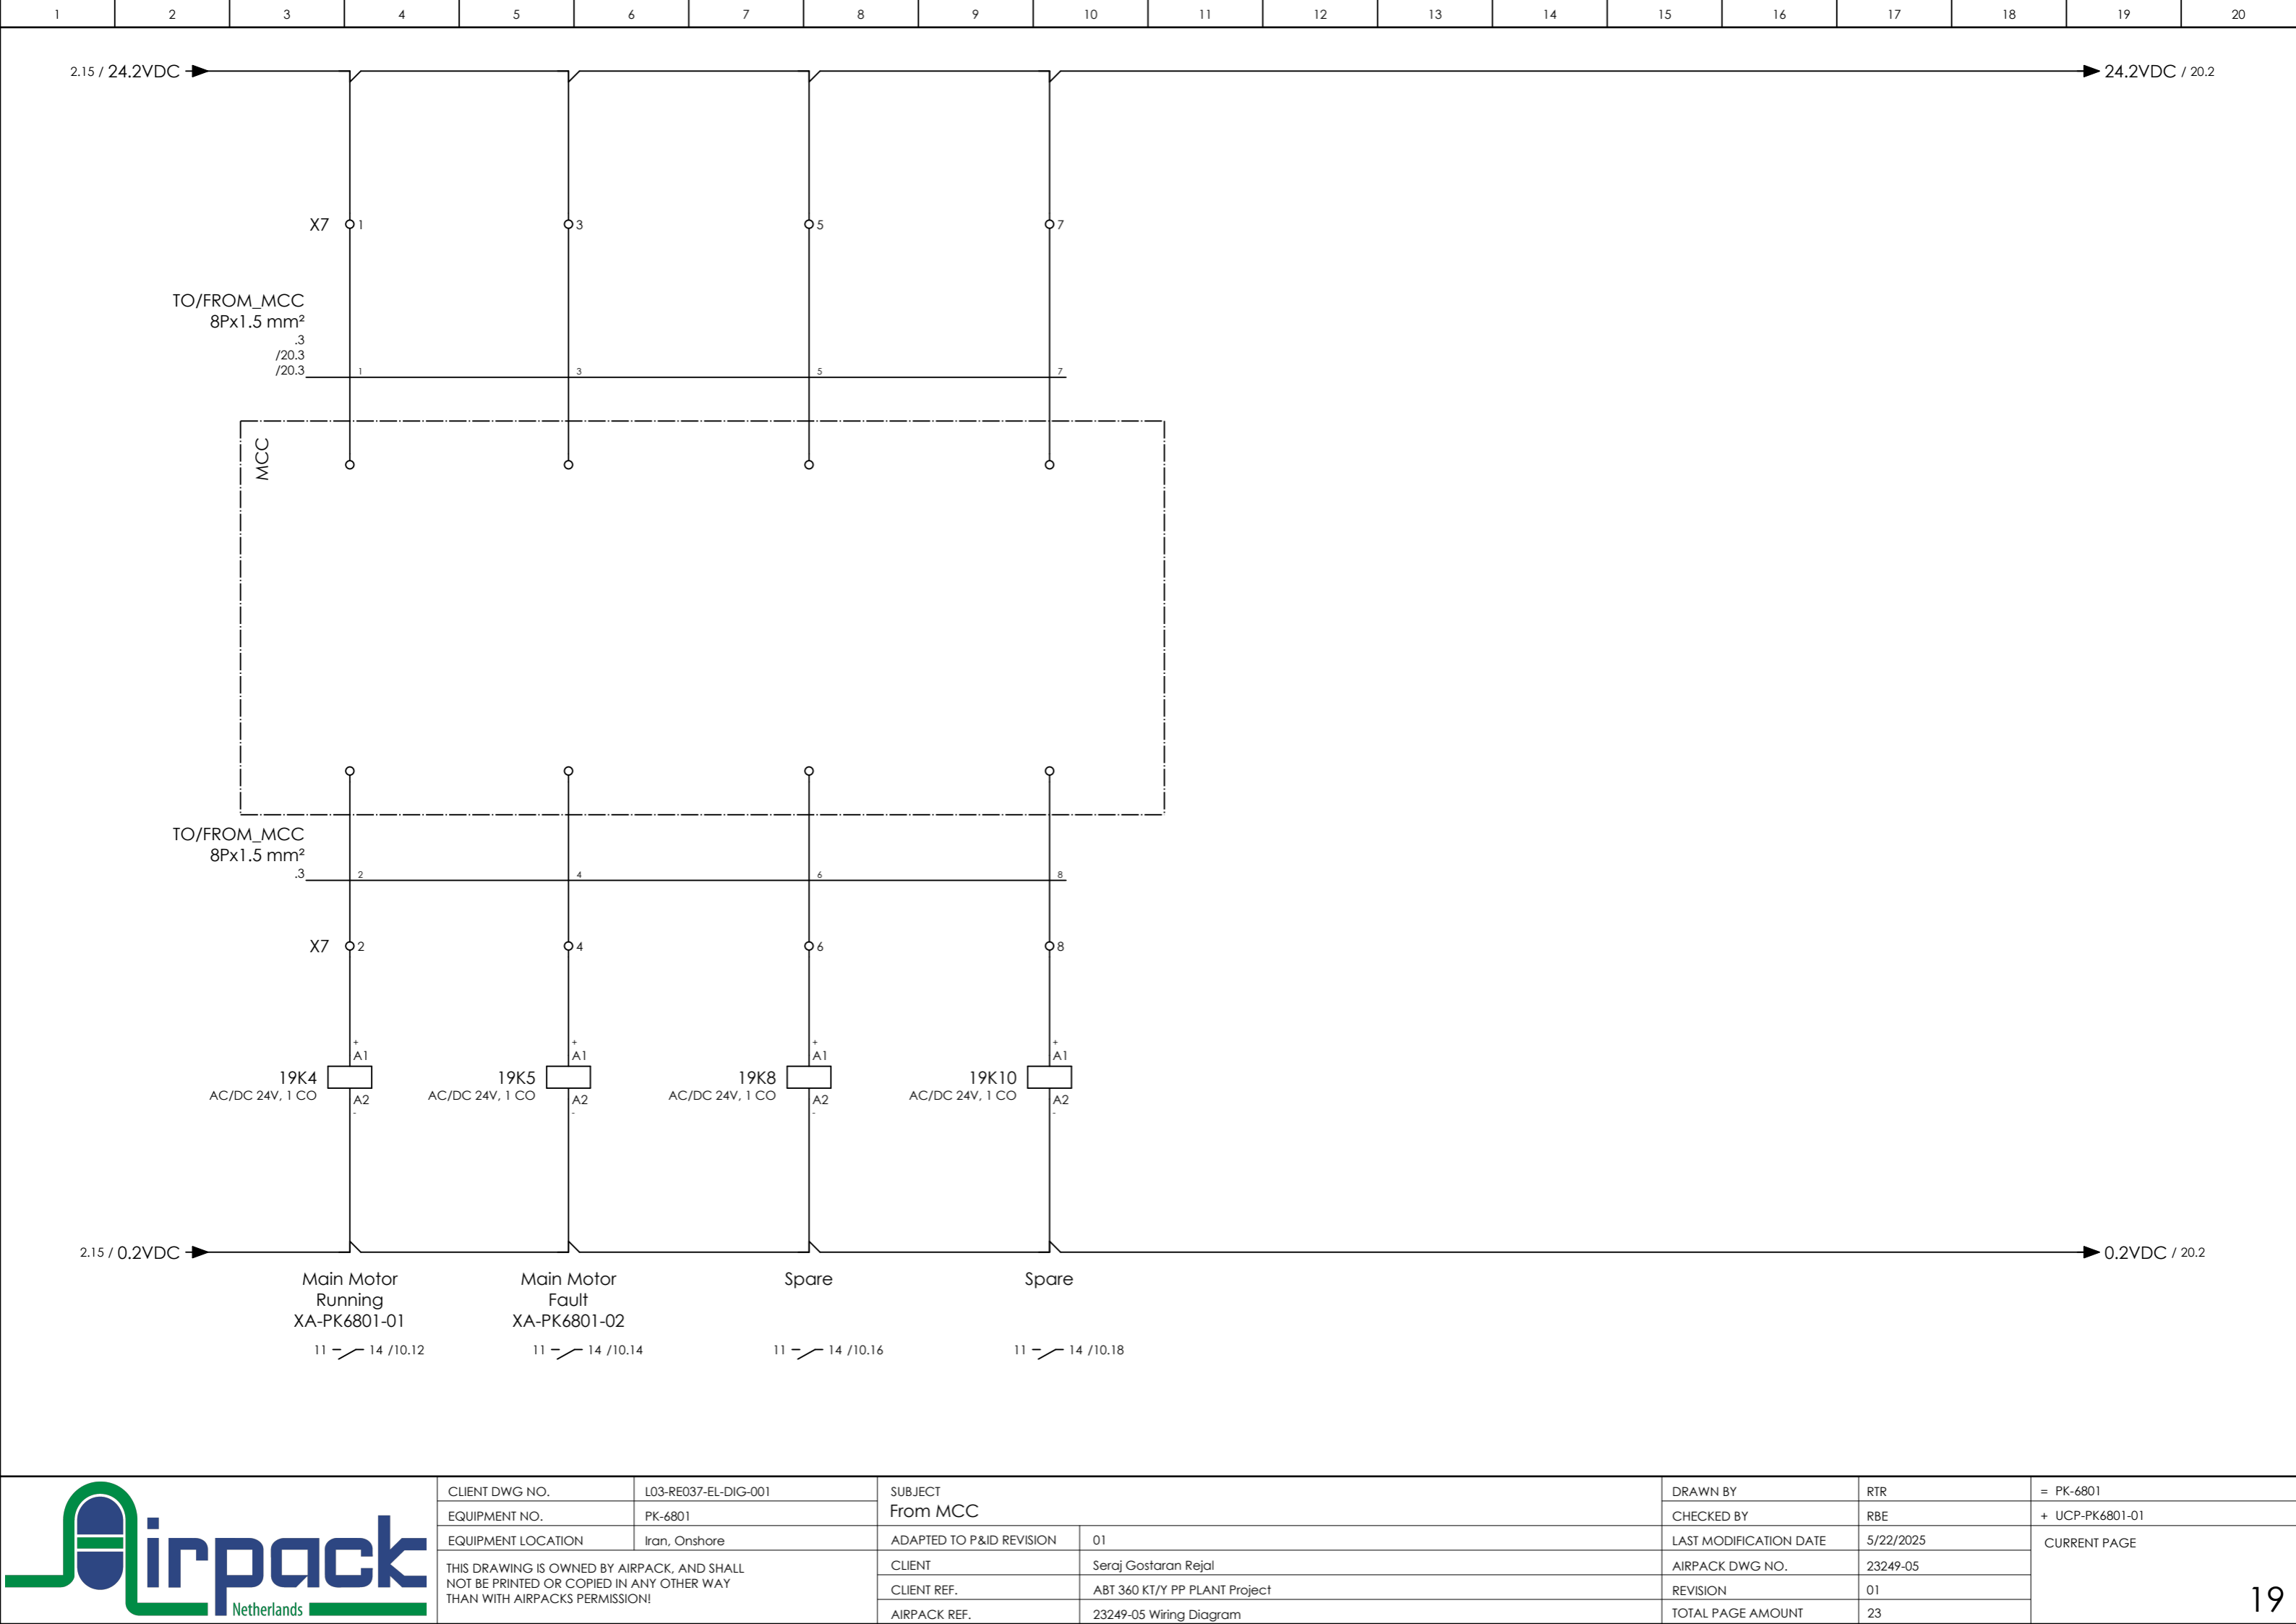 1 2 3 4 5 6 7 8 9 10 11 12 13 14 15 16 17 18 19 20
2.15 / 24.2VDC 24.2VDC / 20.2
X7 1 3 5 7
TO/FROM_MCC
8Px1.5 mm²
.3
/20.3
/20.3 1 3 5 7
MCC
TO/FROM_MCC
8Px1.5 mm²
.3 2 4 6 8
X7 2 4 6 8
+ + + +
A1 A1 A1 A1
19K4 19K5 19K8 19K10
AC/DC 24V, 1 CO AC/DC 24V, 1 CO AC/DC 24V, 1 CO AC/DC 24V, 1 CO
A2 A2 A2 A2
- - - -
2.15 / 0.2VDC 0.2VDC / 20.2
Main Motor Main Motor Spare Spare
Running Fault
XA-PK6801-01 XA-PK6801-02
11 14 /10.12 11 14 /10.14 11 14 /10.16 11 14 /10.18
Airpack
Netherlands
CLIENT DWG NO. L03-RE037-EL-DIG-001
EQUIPMENT NO. PK-6801
EQUIPMENT LOCATION Iran, Onshore
THIS DRAWING IS OWNED BY AIRPACK, AND SHALL
NOT BE PRINTED OR COPIED IN ANY OTHER WAY
THAN WITH AIRPACKS PERMISSION!
SUBJECT
From MCC
ADAPTED TO P&ID REVISION 01
CLIENT Seraj Gostaran Rejal
CLIENT REF. ABT 360 KT/Y PP PLANT Project
AIRPACK REF. 23249-05 Wiring Diagram
DRAWN BY RTR
CHECKED BY RBE
LAST MODIFICATION DATE 5/22/2025
AIRPACK DWG NO. 23249-05
REVISION 01
TOTAL PAGE AMOUNT 23
= PK-6801
+ UCP-PK6801-01
CURRENT PAGE
19